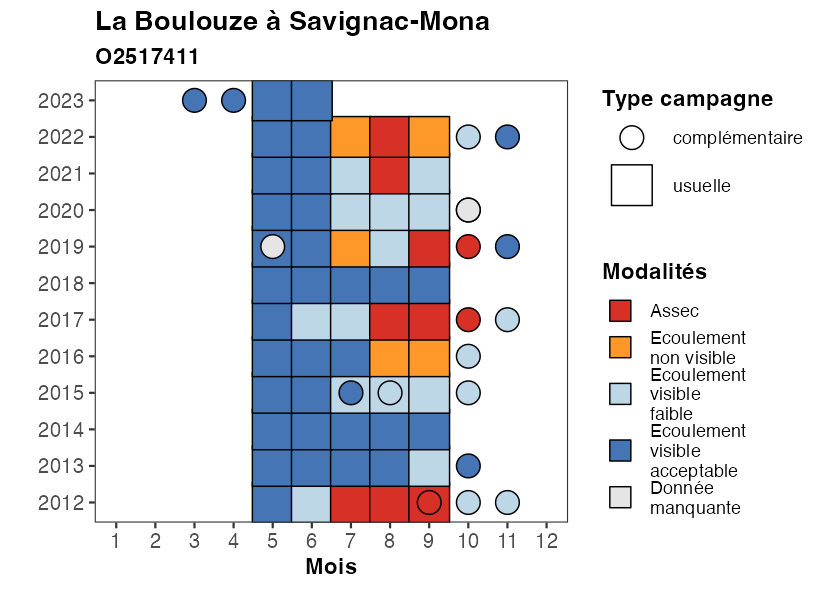 La Boulouze à Savignac-Mona
O2517411
2023
2022
2021
2020
2019
2018
2017
2016
2015
2014
2013
2012
1 2 3 4 5 6 7 8 9 10 11 12
Mois
Type campagne
complémentaire
usuelle
Modalités
Assec
Ecoulement
non visible
Ecoulement
visible
faible
Ecoulement
visible
acceptable
Donnée
manquante